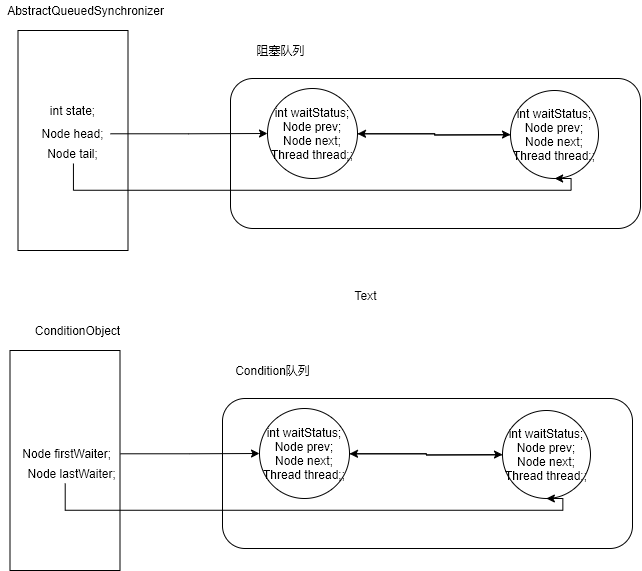 AbstractQueuedSynchronizer
阻塞队列
int state;
Node head;
Node tail;
int waitStatus;
Node prev;
Node next;
Thread thread;;
int waitStatus;
Node prev;
Node next;
Thread thread;;
Text
ConditionObject
Condition队列
Node firstWaiter;
Node lastWaiter;
int waitStatus;
Node prev;
Node next;
Thread thread;;
int waitStatus;
Node prev;
Node next;
Thread thread;;